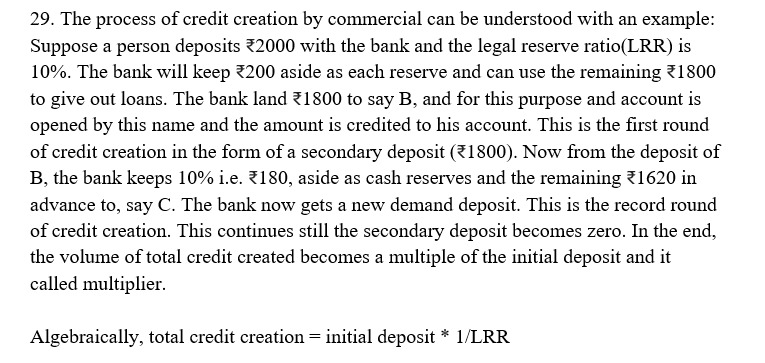 29. The process of credit creation by commercial can be understood with an example:
Suppose a person deposits ₹2000 with the bank and the legal reserve ratio(LRR) is
10%. The bank will keep ₹200 aside as each reserve and can use the remaining ₹1800
to give out loans. The bank land ₹1800 to say B, and for this purpose and account is
opened by this name and the amount is credited to his account. This is the first round
of credit creation in the form of a secondary deposit (₹1800). Now from the deposit of
B, the bank keeps 10% i.e. ₹180, aside as cash reserves and the remaining ₹1620 in
advance to, say C. The bank now gets a new demand deposit. This is the record round
of credit creation. This continues still the secondary deposit becomes zero. In the end,
the volume of total credit created becomes a multiple of the initial deposit and it
called multiplier.
Algebraically, total credit creation = initial deposit * 1/LRR